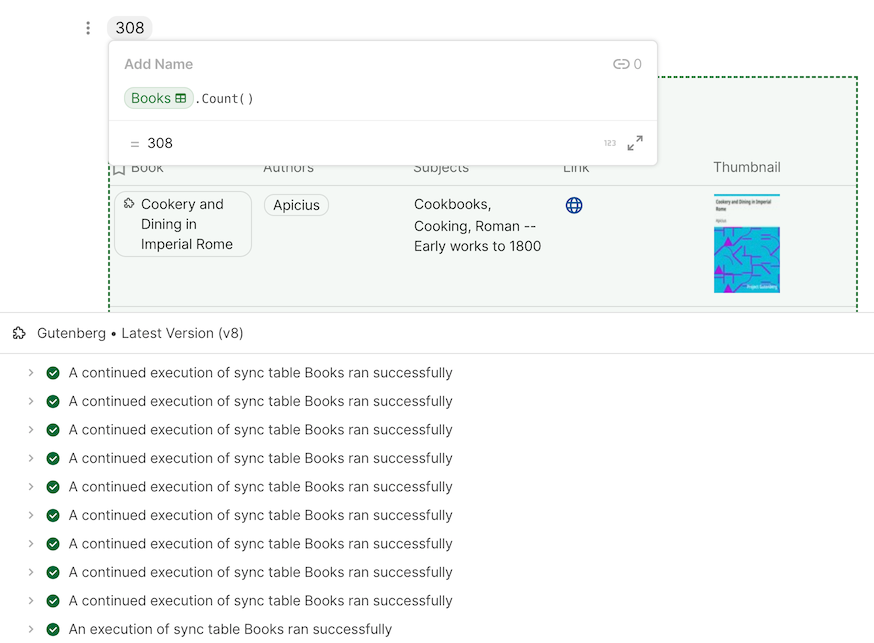 308
Add Name
0
Books .Count()
= 308
123
Book Authors Subjects Link Thumbnail
Cookery and
Dining in
Imperial Rome
Apicius
Cookbooks,
Cooking, Roman --
Early works to 1800
Cookery and Dining in Imperial
Rome
Apicius
Project Gutenberg
Gutenberg • Latest Version (v8)
A continued execution of sync table Books ran successfully
A continued execution of sync table Books ran successfully
A continued execution of sync table Books ran successfully
A continued execution of sync table Books ran successfully
A continued execution of sync table Books ran successfully
A continued execution of sync table Books ran successfully
A continued execution of sync table Books ran successfully
A continued execution of sync table Books ran successfully
A continued execution of sync table Books ran successfully
An execution of sync table Books ran successfully